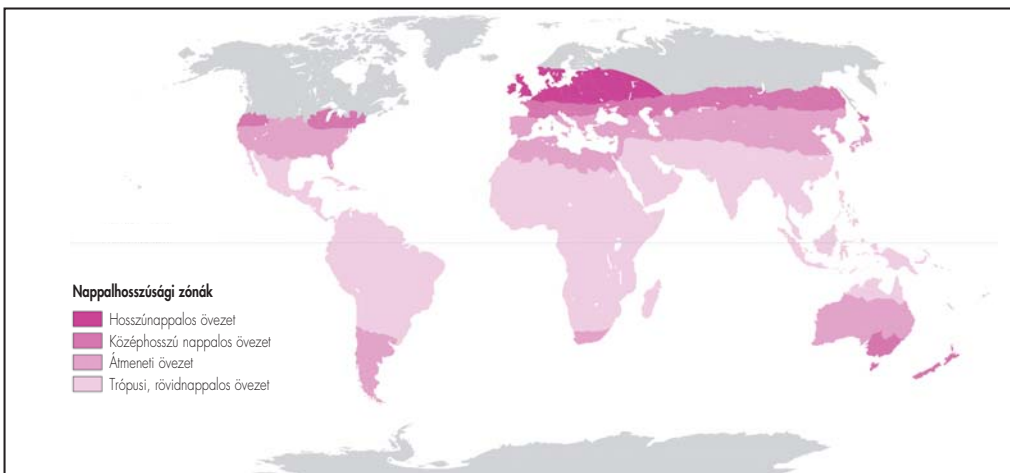 Nappalhosszúsági zónák
Hosszúnappalos övezet
Középhosszú nappalos övezet
Átmeneti övezet
Trópusi, rövidnappalos övezet